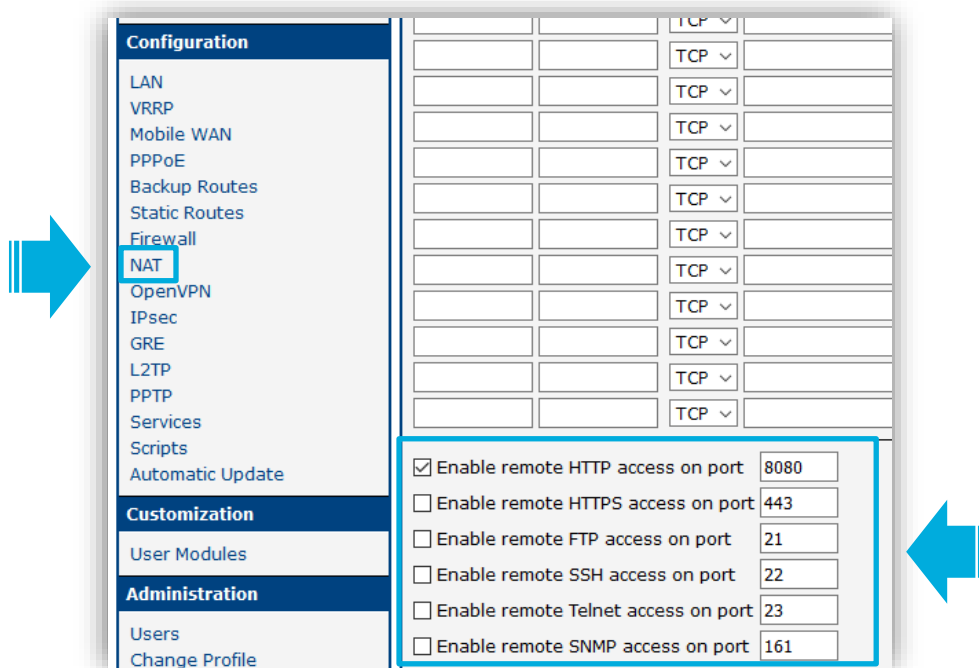 TCP
Configuration
TCP
LAN
TCP
VRRP
Mobile WAN
TCP
PPPoE
TCP
Backup Routes
TCP
Static Routes
Firewall
TCP
NAT
TCP
OpenVPN
TCP
IPsec
GRE
TCP
L2TP
TCP
PPTP
Services
TCP
Scripts
Automatic Update
Enable remote HTTP access on port 8080
Enable remote HTTPS access on port 443
Customization
Enable remote FTP access on port 21
User Modules
Enable remote SSH access on port 22
Administration
Enable remote Telnet access on port 23
Users
Enable remote SNMP access on port 161
Change Profile